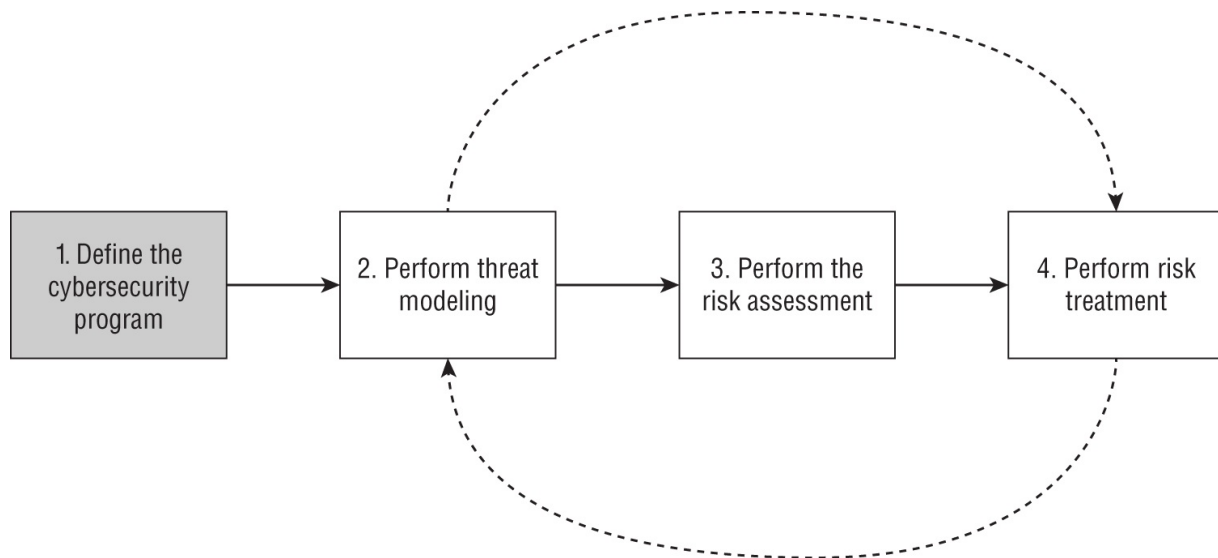 1. Define the
cybersecurity
program
2. Perform threat
modeling
3. Perform the
risk assessment
4. Perform risk
treatment